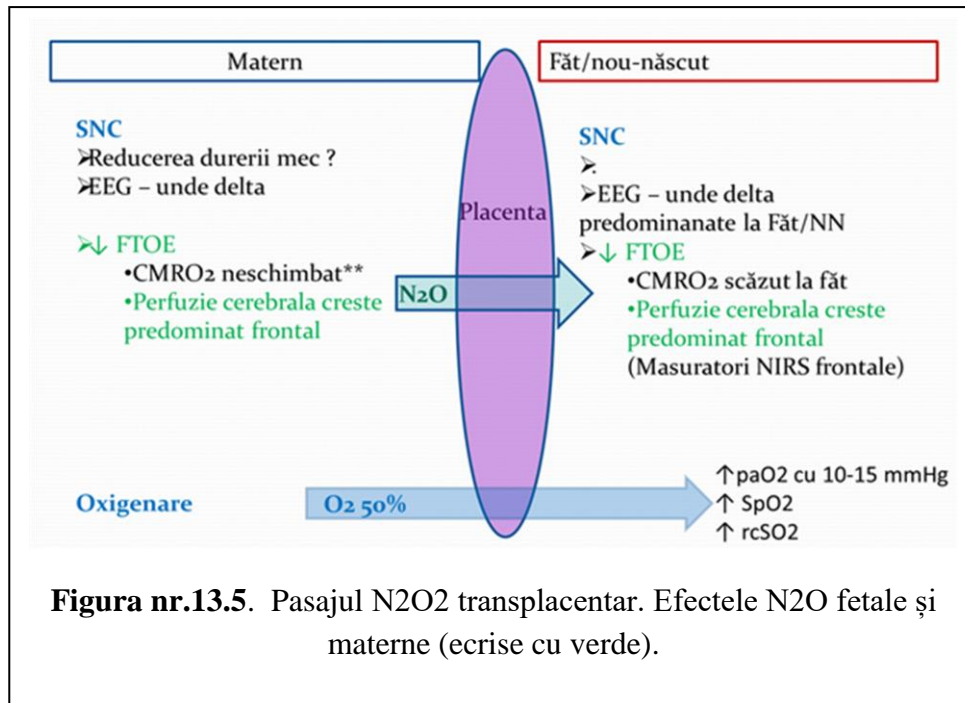 Matern
Făt/nou-născut
SNC
➢Reducerea durerii mec ?
➢EEG – unde delta
➢↓ FTOE
•CMRO2 neschimbat**
•Perfuzie cerebrala creste
predominat frontal
Placenta
N2O
SNC
➢.
➢EEG – unde delta
predominanate la Făt/NN
➢↓ FTOE
•CMRO2 scăzut la făt
•Perfuzie cerebrala creste
predominat frontal
(Masuratori NIRS frontale)
Oxigenare
O2 50%
↑paO2 cu 10-15 mmHg
↑ SpO2
↑ rcSO2
Figura nr.13.5. Pasajul N2O2 transplacentar. Efectele N2O fetale și
materne (ecrise cu verde).